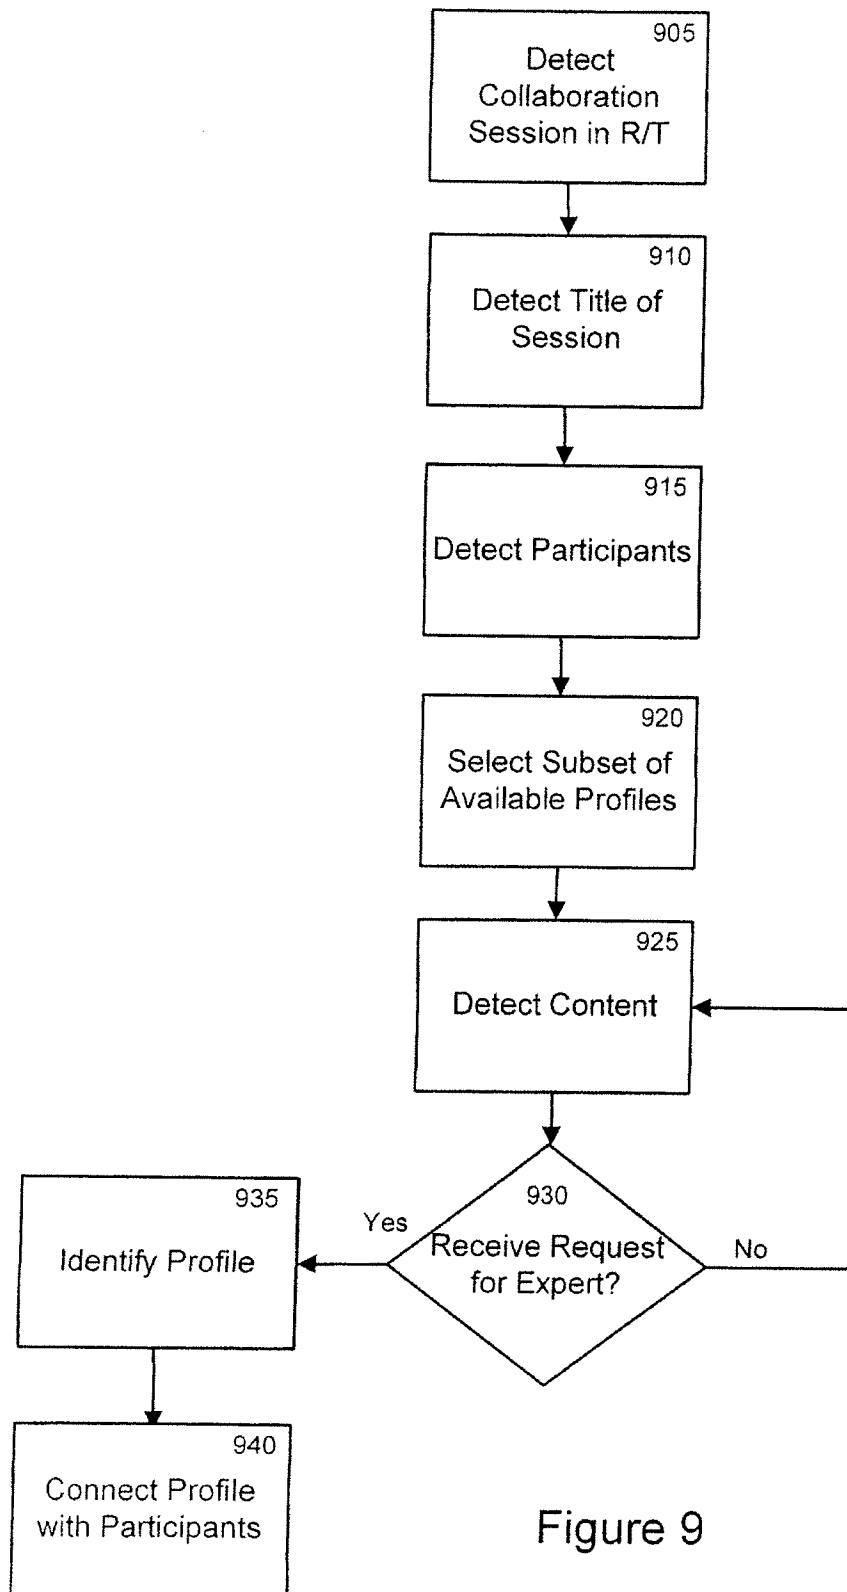 905
Detect
Collaboration
Session in R/T
910
Detect Title of
Session
915
Detect Participants
920
Select Subset of
Available Profiles
925
Detect Content
930
Receive Request
for Expert?
Yes
No
935
Identify Profile
940
Connect Profile
with Participants
Figure 9